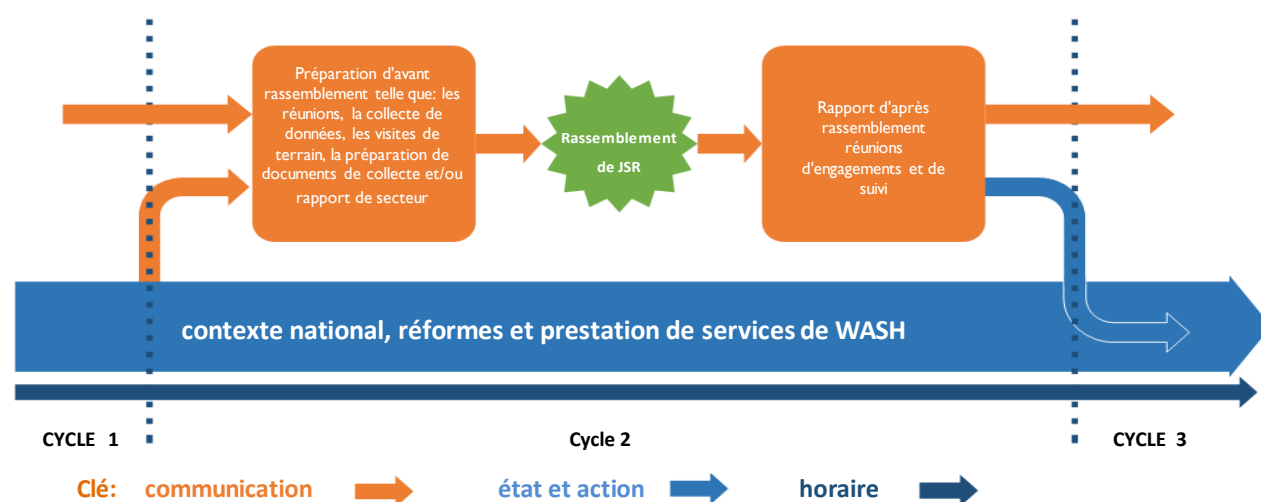 Préparation d'avant
rassemblement telle que: les
réunions, la collecte de
données, les visites de
terrain, la préparation de
documents de collecte et/ou
rapport de secteur
Rassemblement
de JSR
Rapport d'après
rassemblement
réunions
d'engagements et de
suivi
contexte national, réformes et prestation de services de WASH
CYCLE 1
Cycle 2
CYCLE 3
Clé: communication état et action horaire